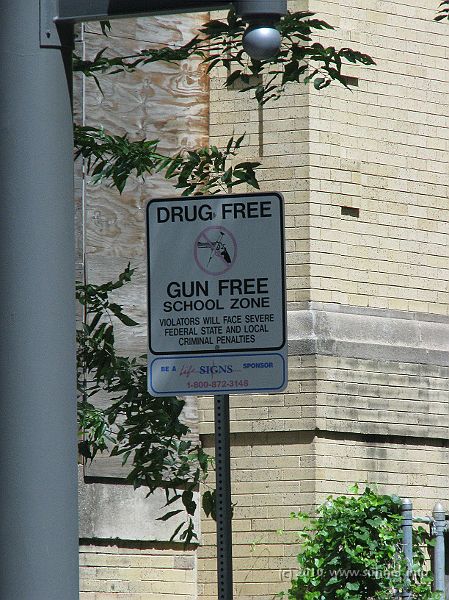 DRUG FREE
GUN FREE
SCHOOL ZONE
VIOLATORS WILL FACE SEVERE
FEDERAL STATE AND LOCAL
CRIMINAL PENALTIES
BE A Life SIGNS SPONSOR
1-800-872-3148